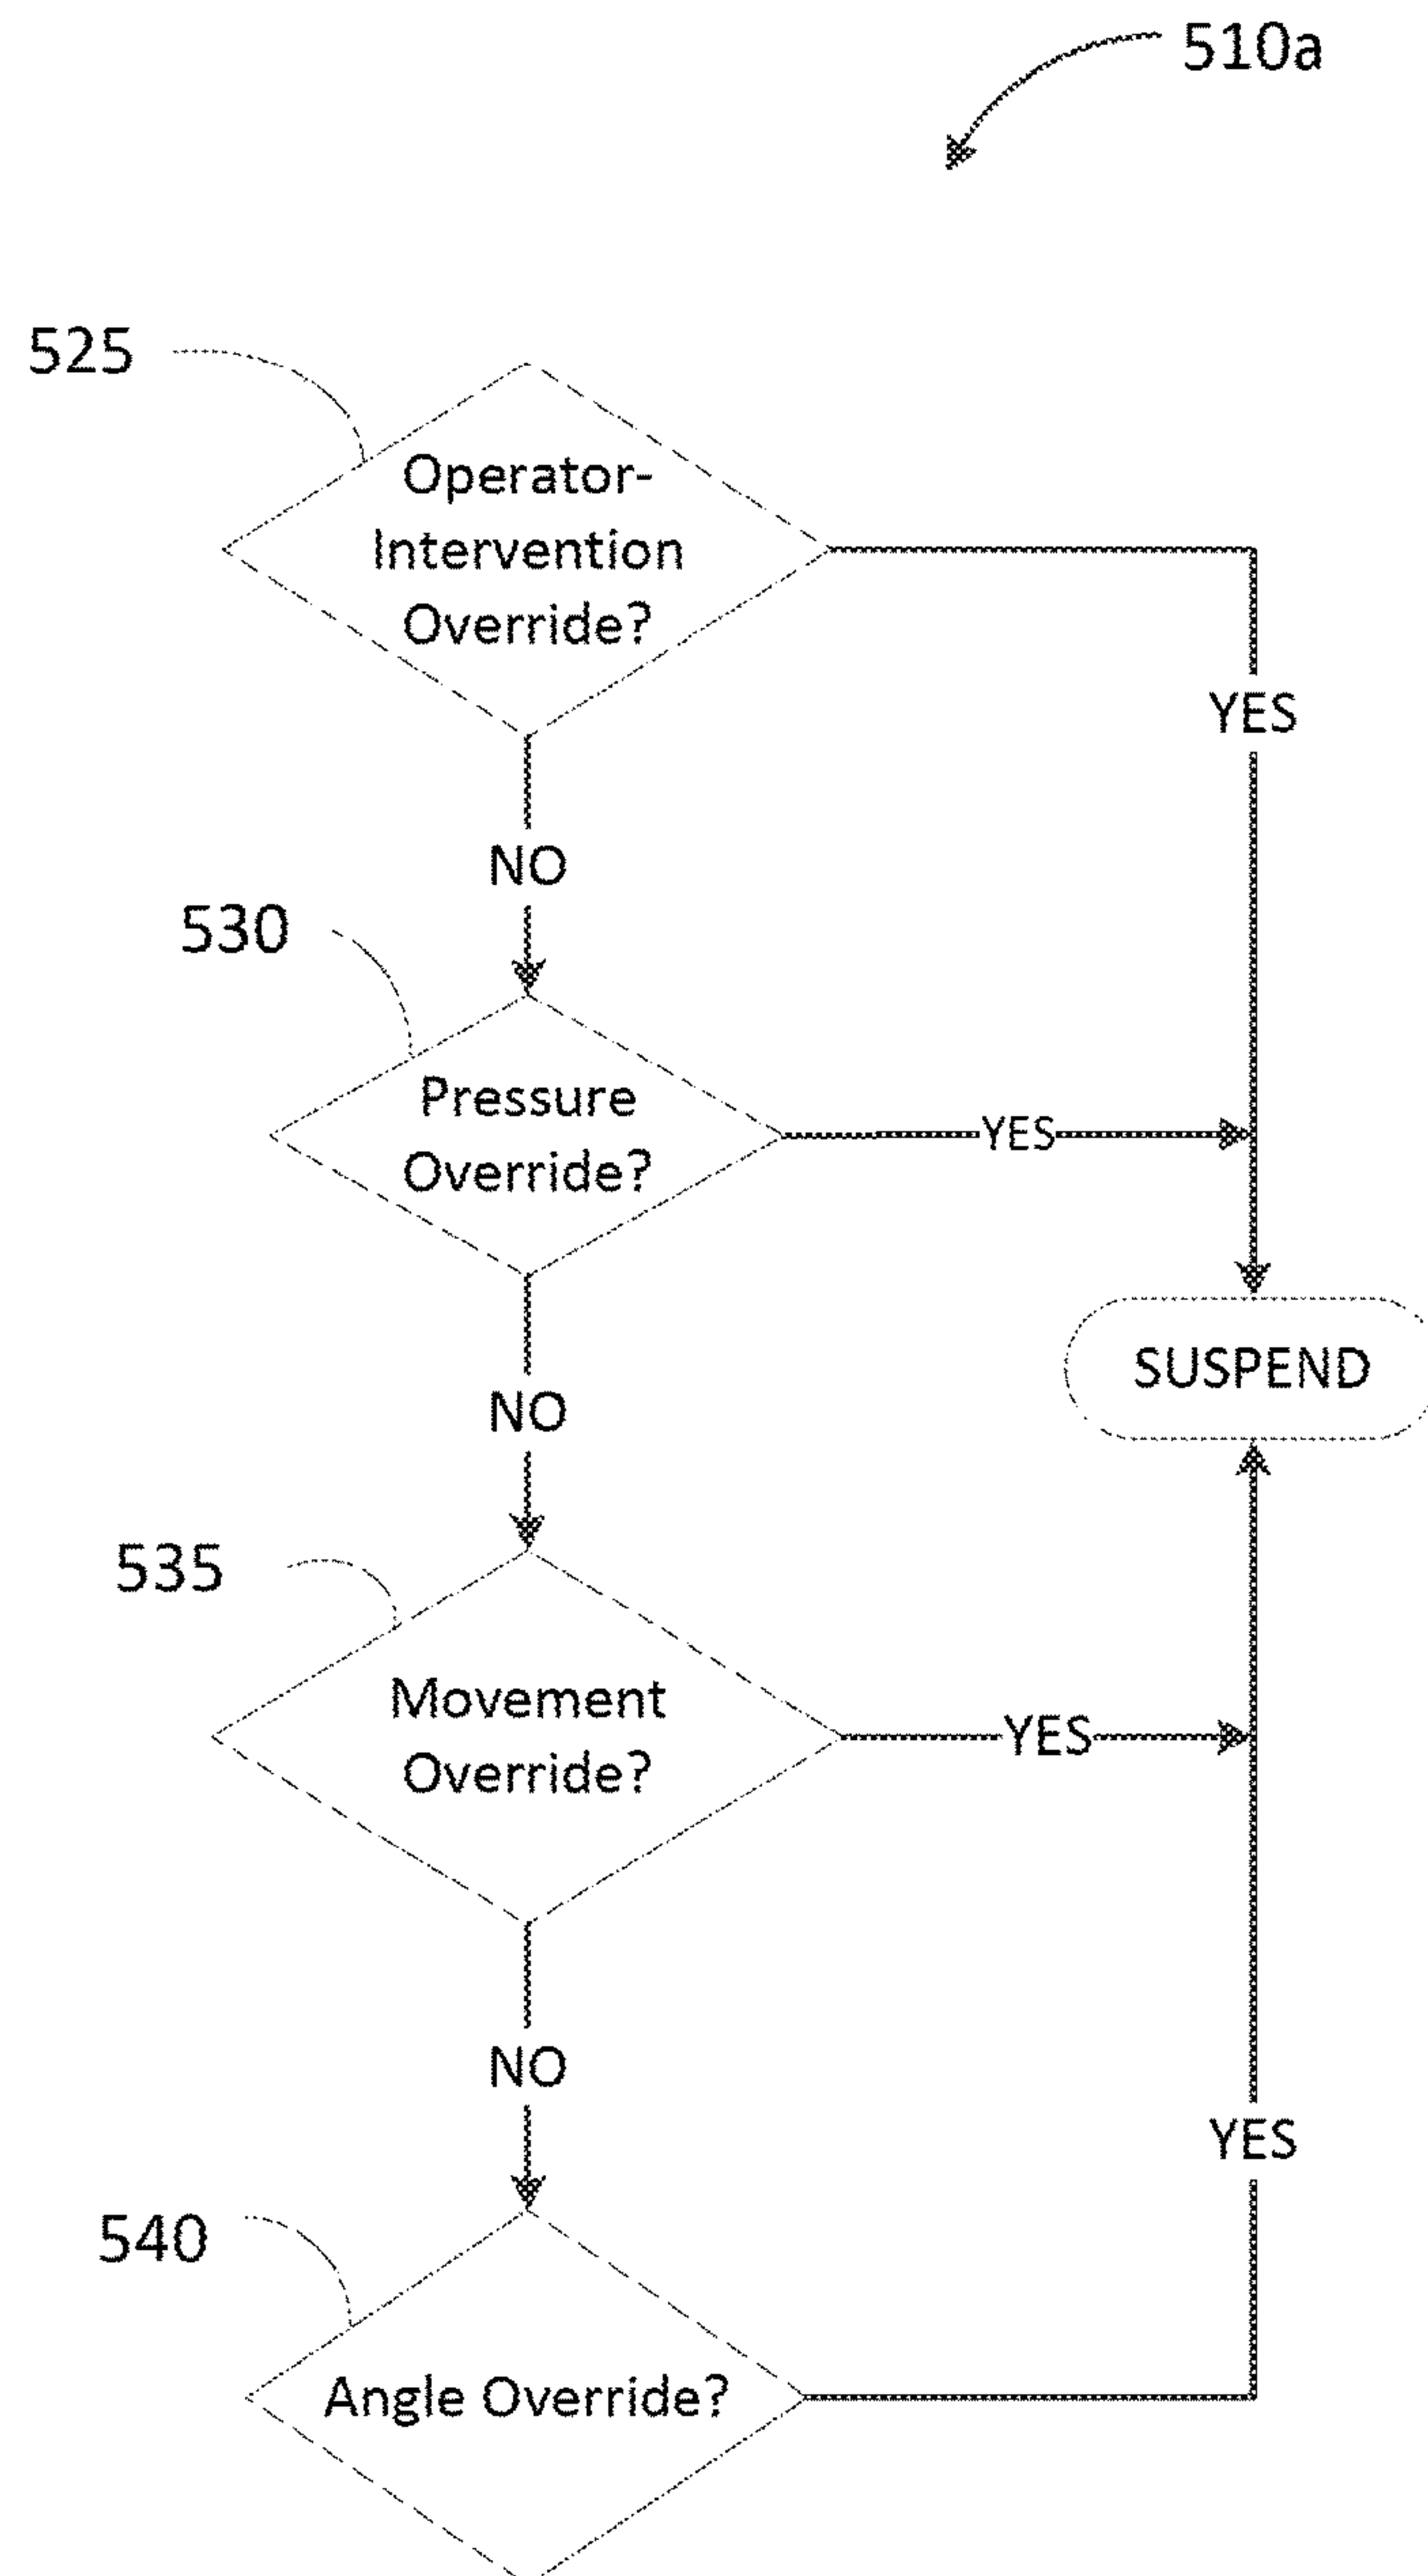 510a
525
Operator-
Intervention
Override?
YES
NO
530
Pressure
Override?
YES
SUSPEND
NO
535
Movement
Override?
YES
NO
YES
540
Angle Override?